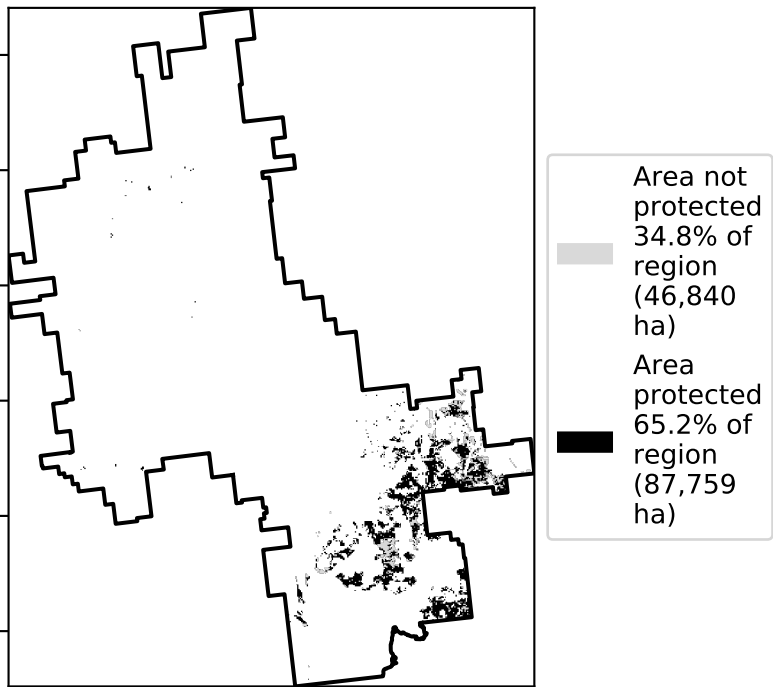 Area not
protected
34.8% of
region
(46,840
ha)
Area
protected
65.2% of
region
(87,759
ha)